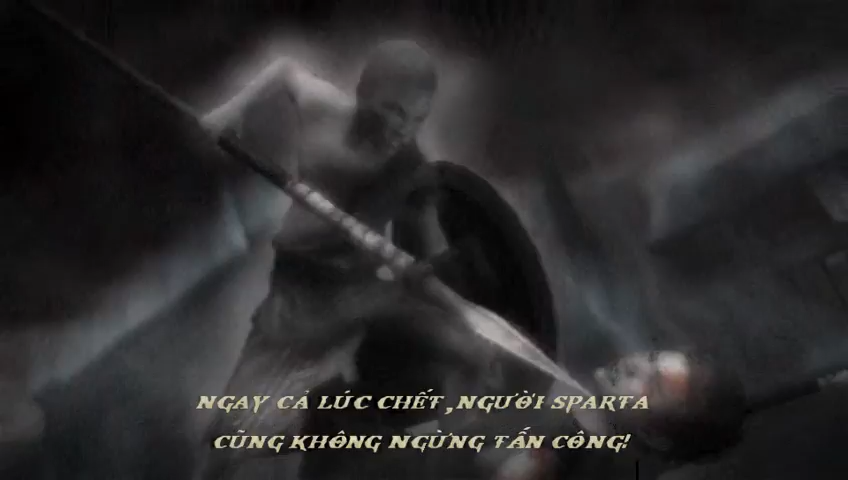 NGAY CẢ LÚC CHẾT,NGƯỜI SPARTA
CŨNG KHÔNG NGỪNG TẤN CÔNG!